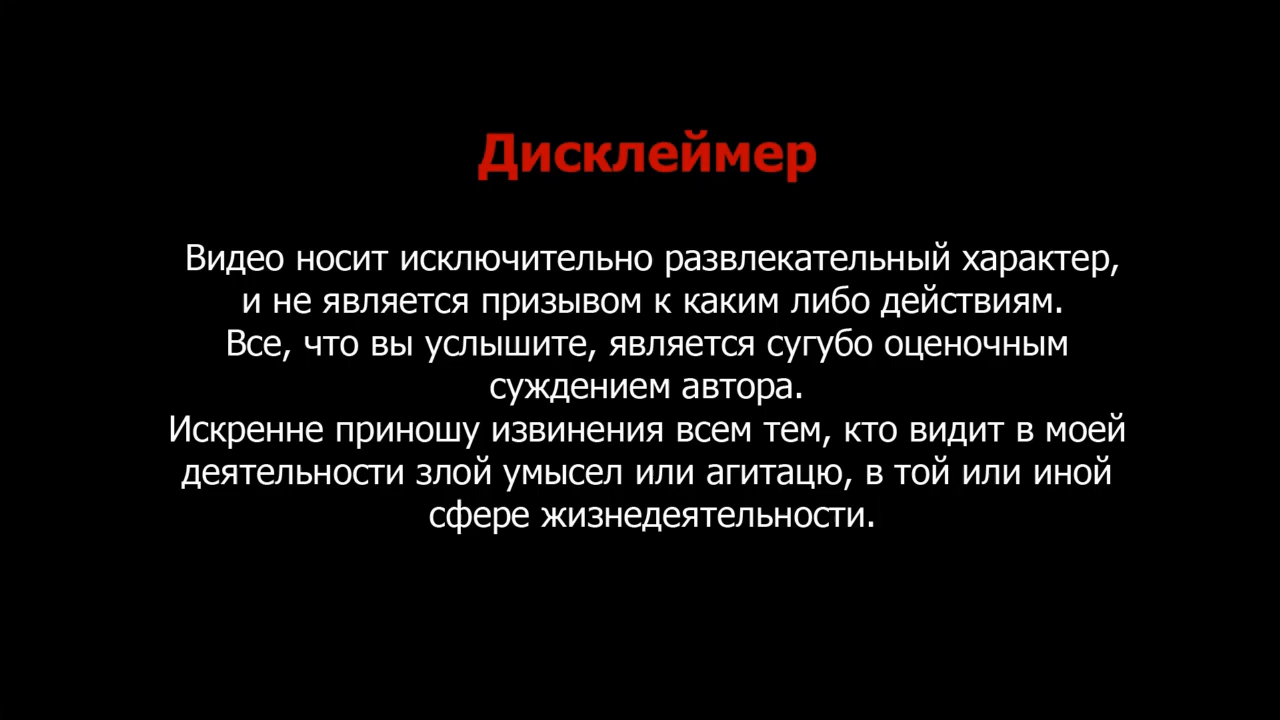 Дисклеймер
Видео носит исключительно развлекательный характер,
и не является призывом к каким либо действиям.
Все, что вы услышите, является сугубо оценочным
суждением автора.
Искренне приношу извинения всем тем, кто видит в моей
деятельности злой умысел или агитацю, в той или иной
сфере жизнедеятельности.